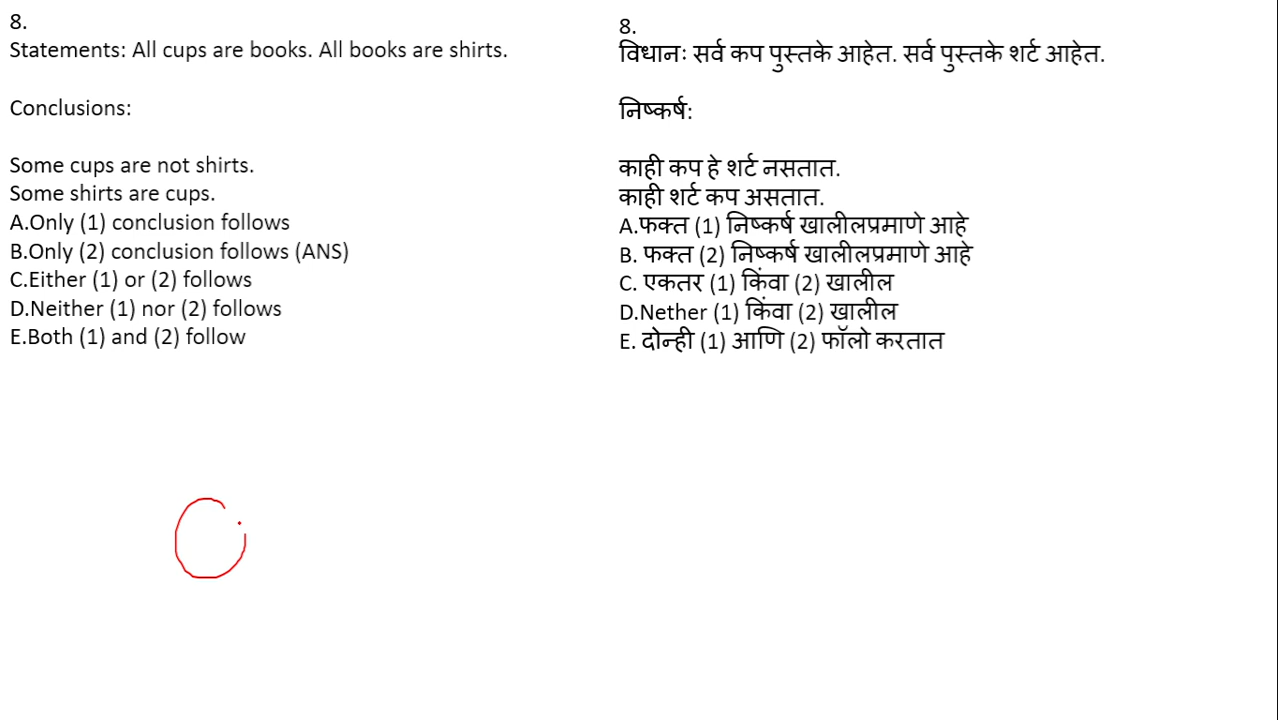 8.
Statements: All cups are books. All books are shirts.
Conclusions:
Some cups are not shirts.
Some shirts are cups.
A.Only (1) conclusion follows
B.Only (2) conclusion follows (ANS)
C.Either (1) or (2) follows
D.Neither (1) nor (2) follows
E.Both (1) and (2) follow
8.
विधानः सर्व कप पुस्तके आहेत. सर्व पुस्तके शर्ट आहेत.
निष्कर्ष:
काही कप हे शर्ट नसतात.
काही शर्ट कप असतात.
A.फक्त (1) निष्कर्ष खालीलप्रमाणे आहे
B. फक्त (2) निष्कर्ष खालीलप्रमाणे आहे
C. एकतर (1) किंवा (2) खालील
D.Nether (1) किंवा (2) खालील
E. दोन्ही (1) आणि (2) फॉलो करतात